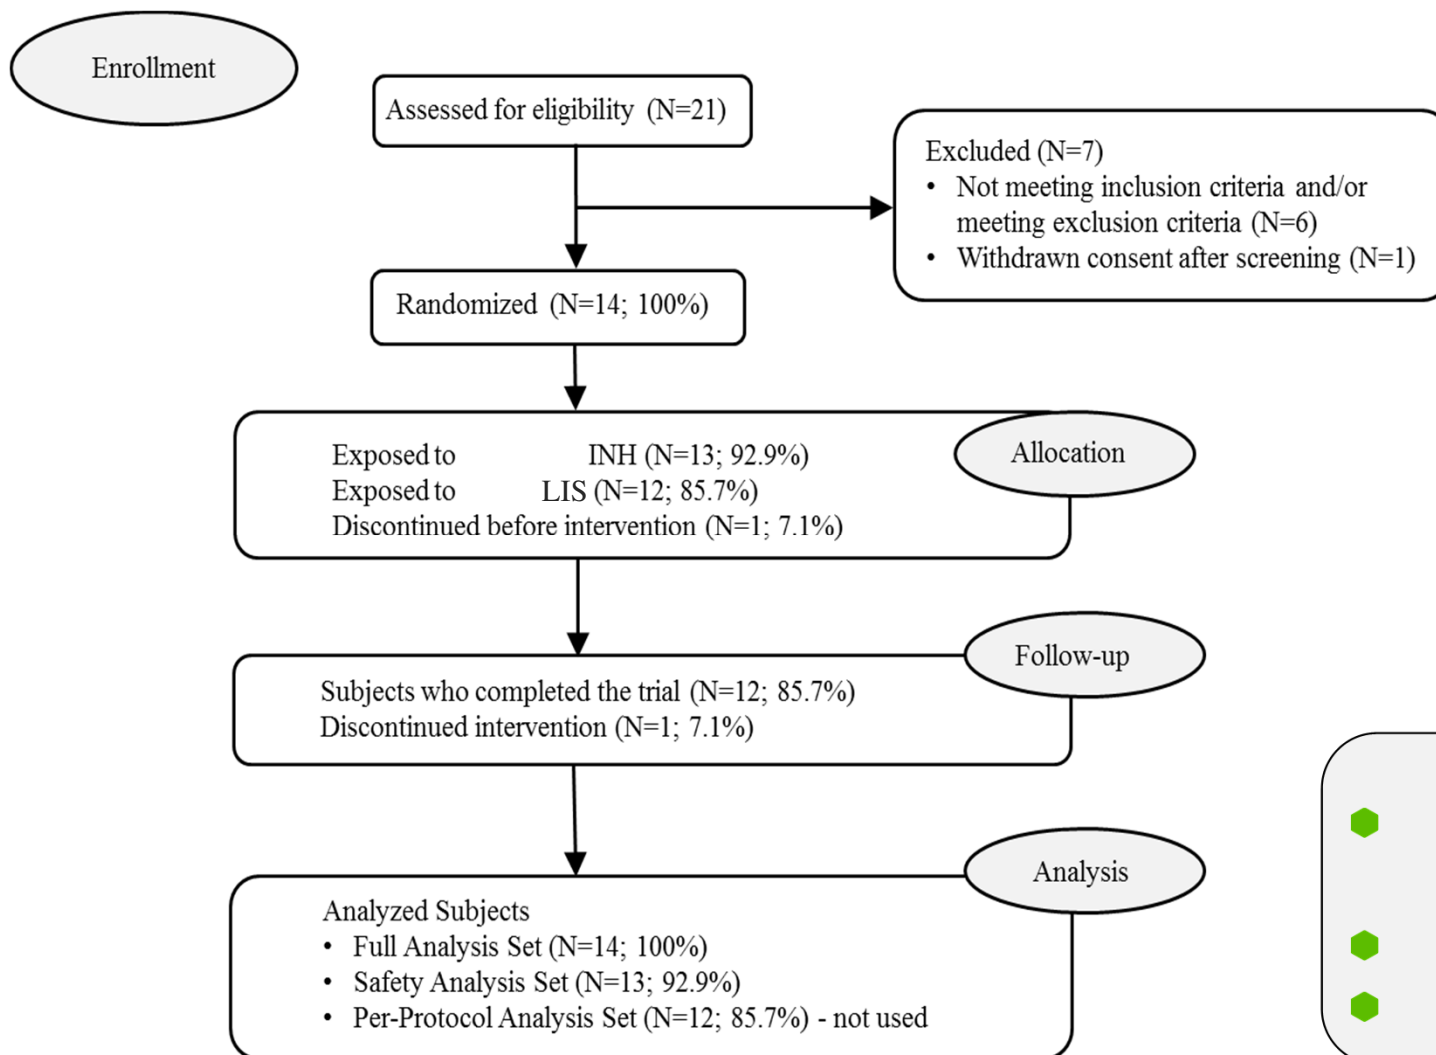 Enrollment
Assessed for eligibility (N=21)
Excluded (N=7)
• Not meeting inclusion criteria and/or
meeting exclusion criteria (N=6)
• Withdrawn consent after screening (N=1)
Randomized (N=14; 100%)
Allocation
Exposed to INH (N=13; 92.9%)
Exposed to LIS (N=12; 85.7%)
Discontinued before intervention (N=1; 7.1%)
Follow-up
Subjects who completed the trial (N=12; 85.7%)
Discontinued intervention (N=1; 7.1%)
Analysis
Analyzed Subjects
• Full Analysis Set (N=14; 100%)
• Safety Analysis Set (N=13; 92.9%)
• Per-Protocol Analysis Set (N=12; 85.7%) - not used